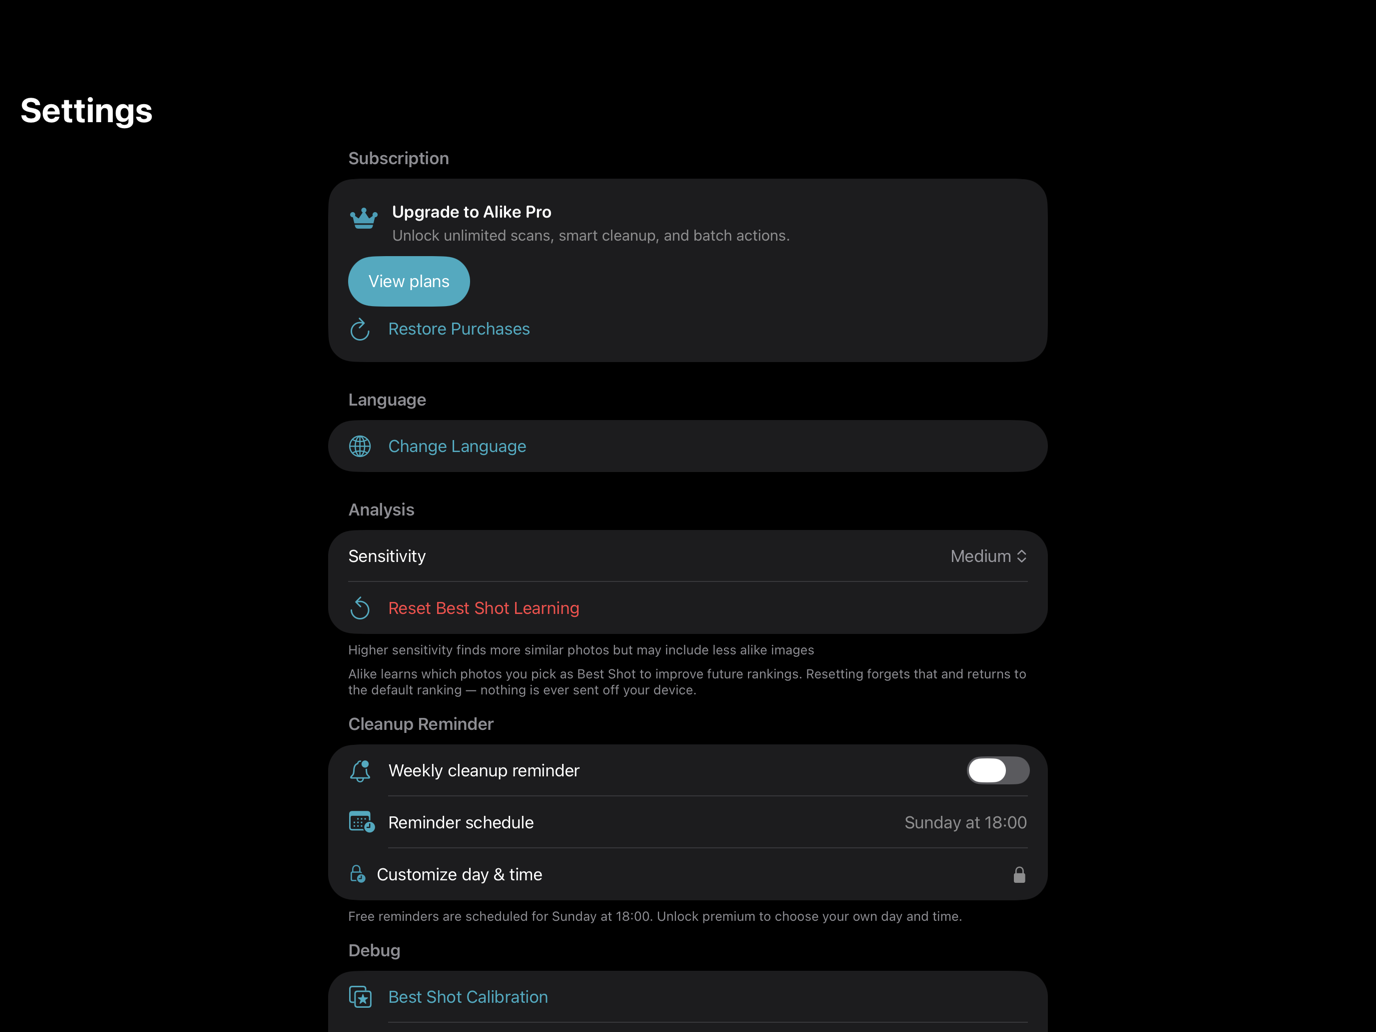 Settings
Subscription
Upgrade to Alike Pro
Unlock unlimited scans, smart cleanup, and batch actions.
View plans
Restore Purchases
Language
Change Language
Analysis
Sensitivity
Medium
Reset Best Shot Learning
Higher sensitivity finds more similar photos but may include less alike images
Alike learns which photos you pick as Best Shot to improve future rankings. Resetting forgets that and returns to
the default ranking — nothing is ever sent off your device.
Cleanup Reminder
Weekly cleanup reminder
Reminder schedule
Sunday at 18:00
Customize day & time
Free reminders are scheduled for Sunday at 18:00. Unlock premium to choose your own day and time.
Debug
Best Shot Calibration